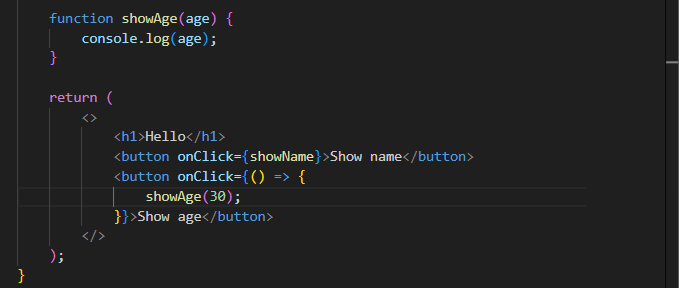 function showAge(age) {
console.log(age);
}
return (
<>
<h1>Hello</h1>
<button onClick={showName}>Show name</button>
<button onClick={() => {
showAge(30);
}}>Show age</button>
</>
);
}